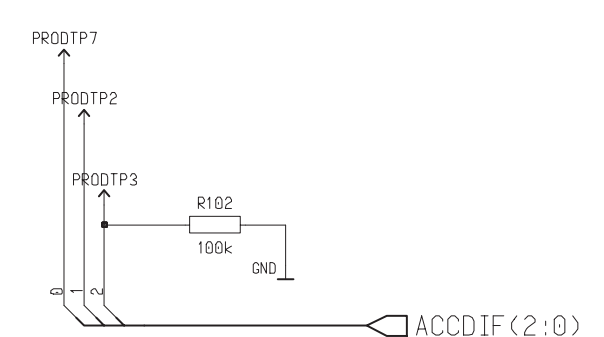 PRODTP7
PRODTP2
PRODTP3
R102
100k
GND
0
1
2
ACCDIF(2:0)